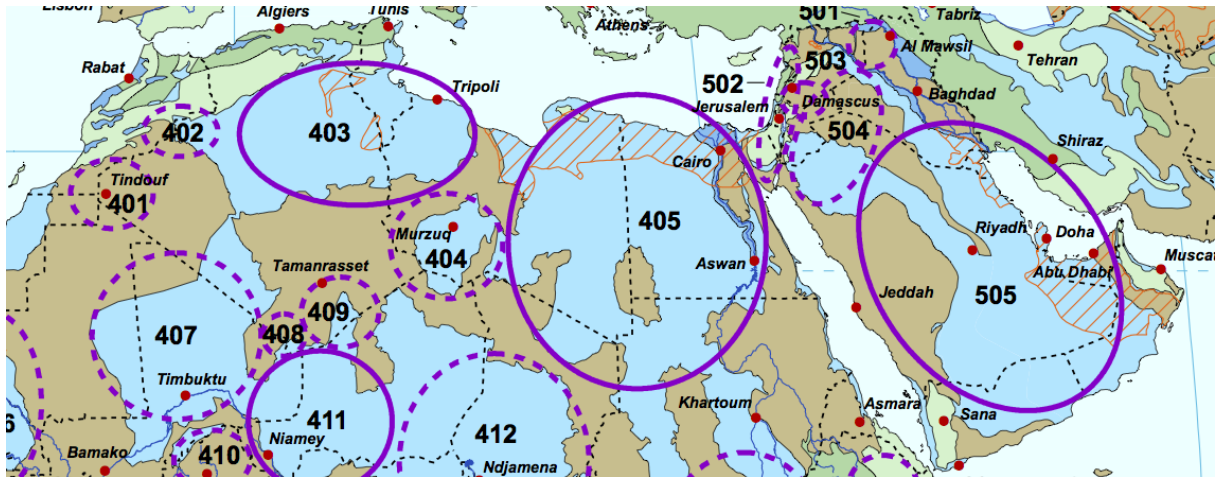 Lisbon
Algiers
Tunis
Athens
501
Tabriz
Rabat
Tripoli
502
503
Al Mawsil
Tehran
402
403
Jerusalem
Damascus
Baghdad
504
Cairo
Shiraz
Tindouf
401
405
Murzuq
404
Riyadh
Doha
Aswan
Abu Dhabi
Muscat
Tamanrasset
409
407
408
Jeddah
505
Timbuktu
6
411
412
Khartoum
Asmara
Sana
Bamako
410
Niamey
Ndjamena